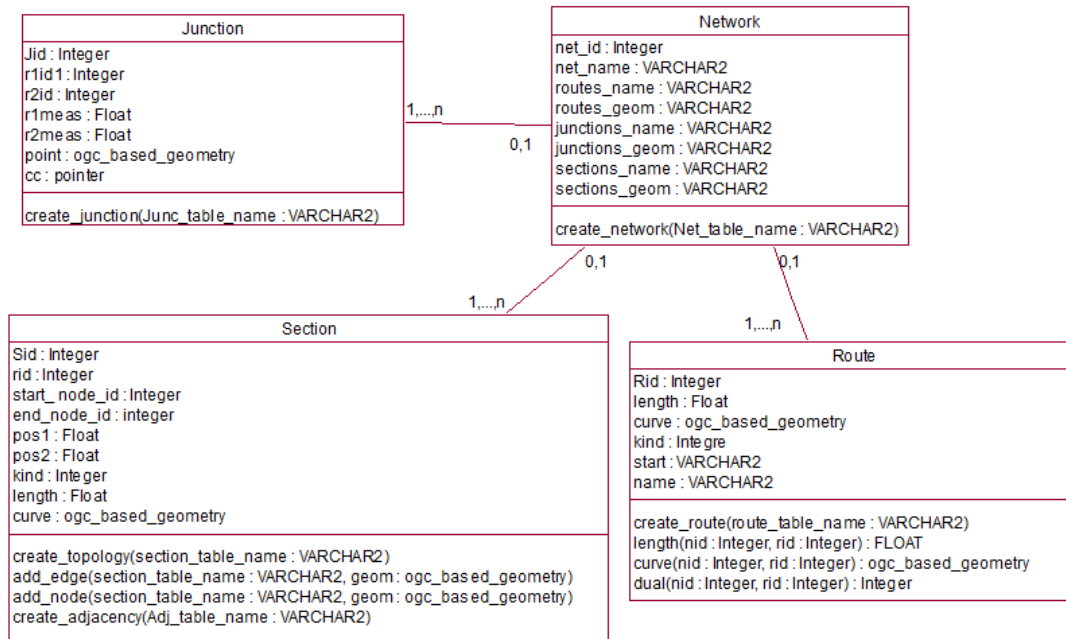 Junction
Jid : Integer
r1id1 : Integer
r2id : Integer
r1meas : Float
r2meas : Float
point : ogc_based_geometry
cc : pointer
create_junction(Junc_table_name : VARCHAR2)
1,...,n
0,1
Network
net_id : Integer
net_name : VARCHAR2
routes_name : VARCHAR2
routes_geom : VARCHAR2
junctions_name : VARCHAR2
junctions_geom : VARCHAR2
sections_name : VARCHAR2
sections_geom : VARCHAR2
create_network(Net_table_name : VARCHAR2)
0,1
0,1
1,...,n
1,...,n
Section
Sid : Integer
rid : Integer
start_ node_id : Integer
end_node_id : integer
pos1 : Float
pos2 : Float
kind : Integer
length : Float
curve : ogc_based_geometry
create_topology(section_table_name : VARCHAR2)
add_edge(section_table_name : VARCHAR2, geom : ogc_based_geometry)
add_node(section_table_name : VARCHAR2, geom : ogc_based_geometry)
create_adjacency(Adj_table_name : VARCHAR2)
Route
Rid : Integer
length : Float
curve : ogc_based_geometry
kind : Integre
start : VARCHAR2
name : VARCHAR2
create_route(route_table_name : VARCHAR2)
length(nid : Integer, rid : Integer) : FLOAT
curve(nid : Integer, rid : Integer) : ogc_based_geometry
dual(nid : Integer, rid : Integer) : Integer